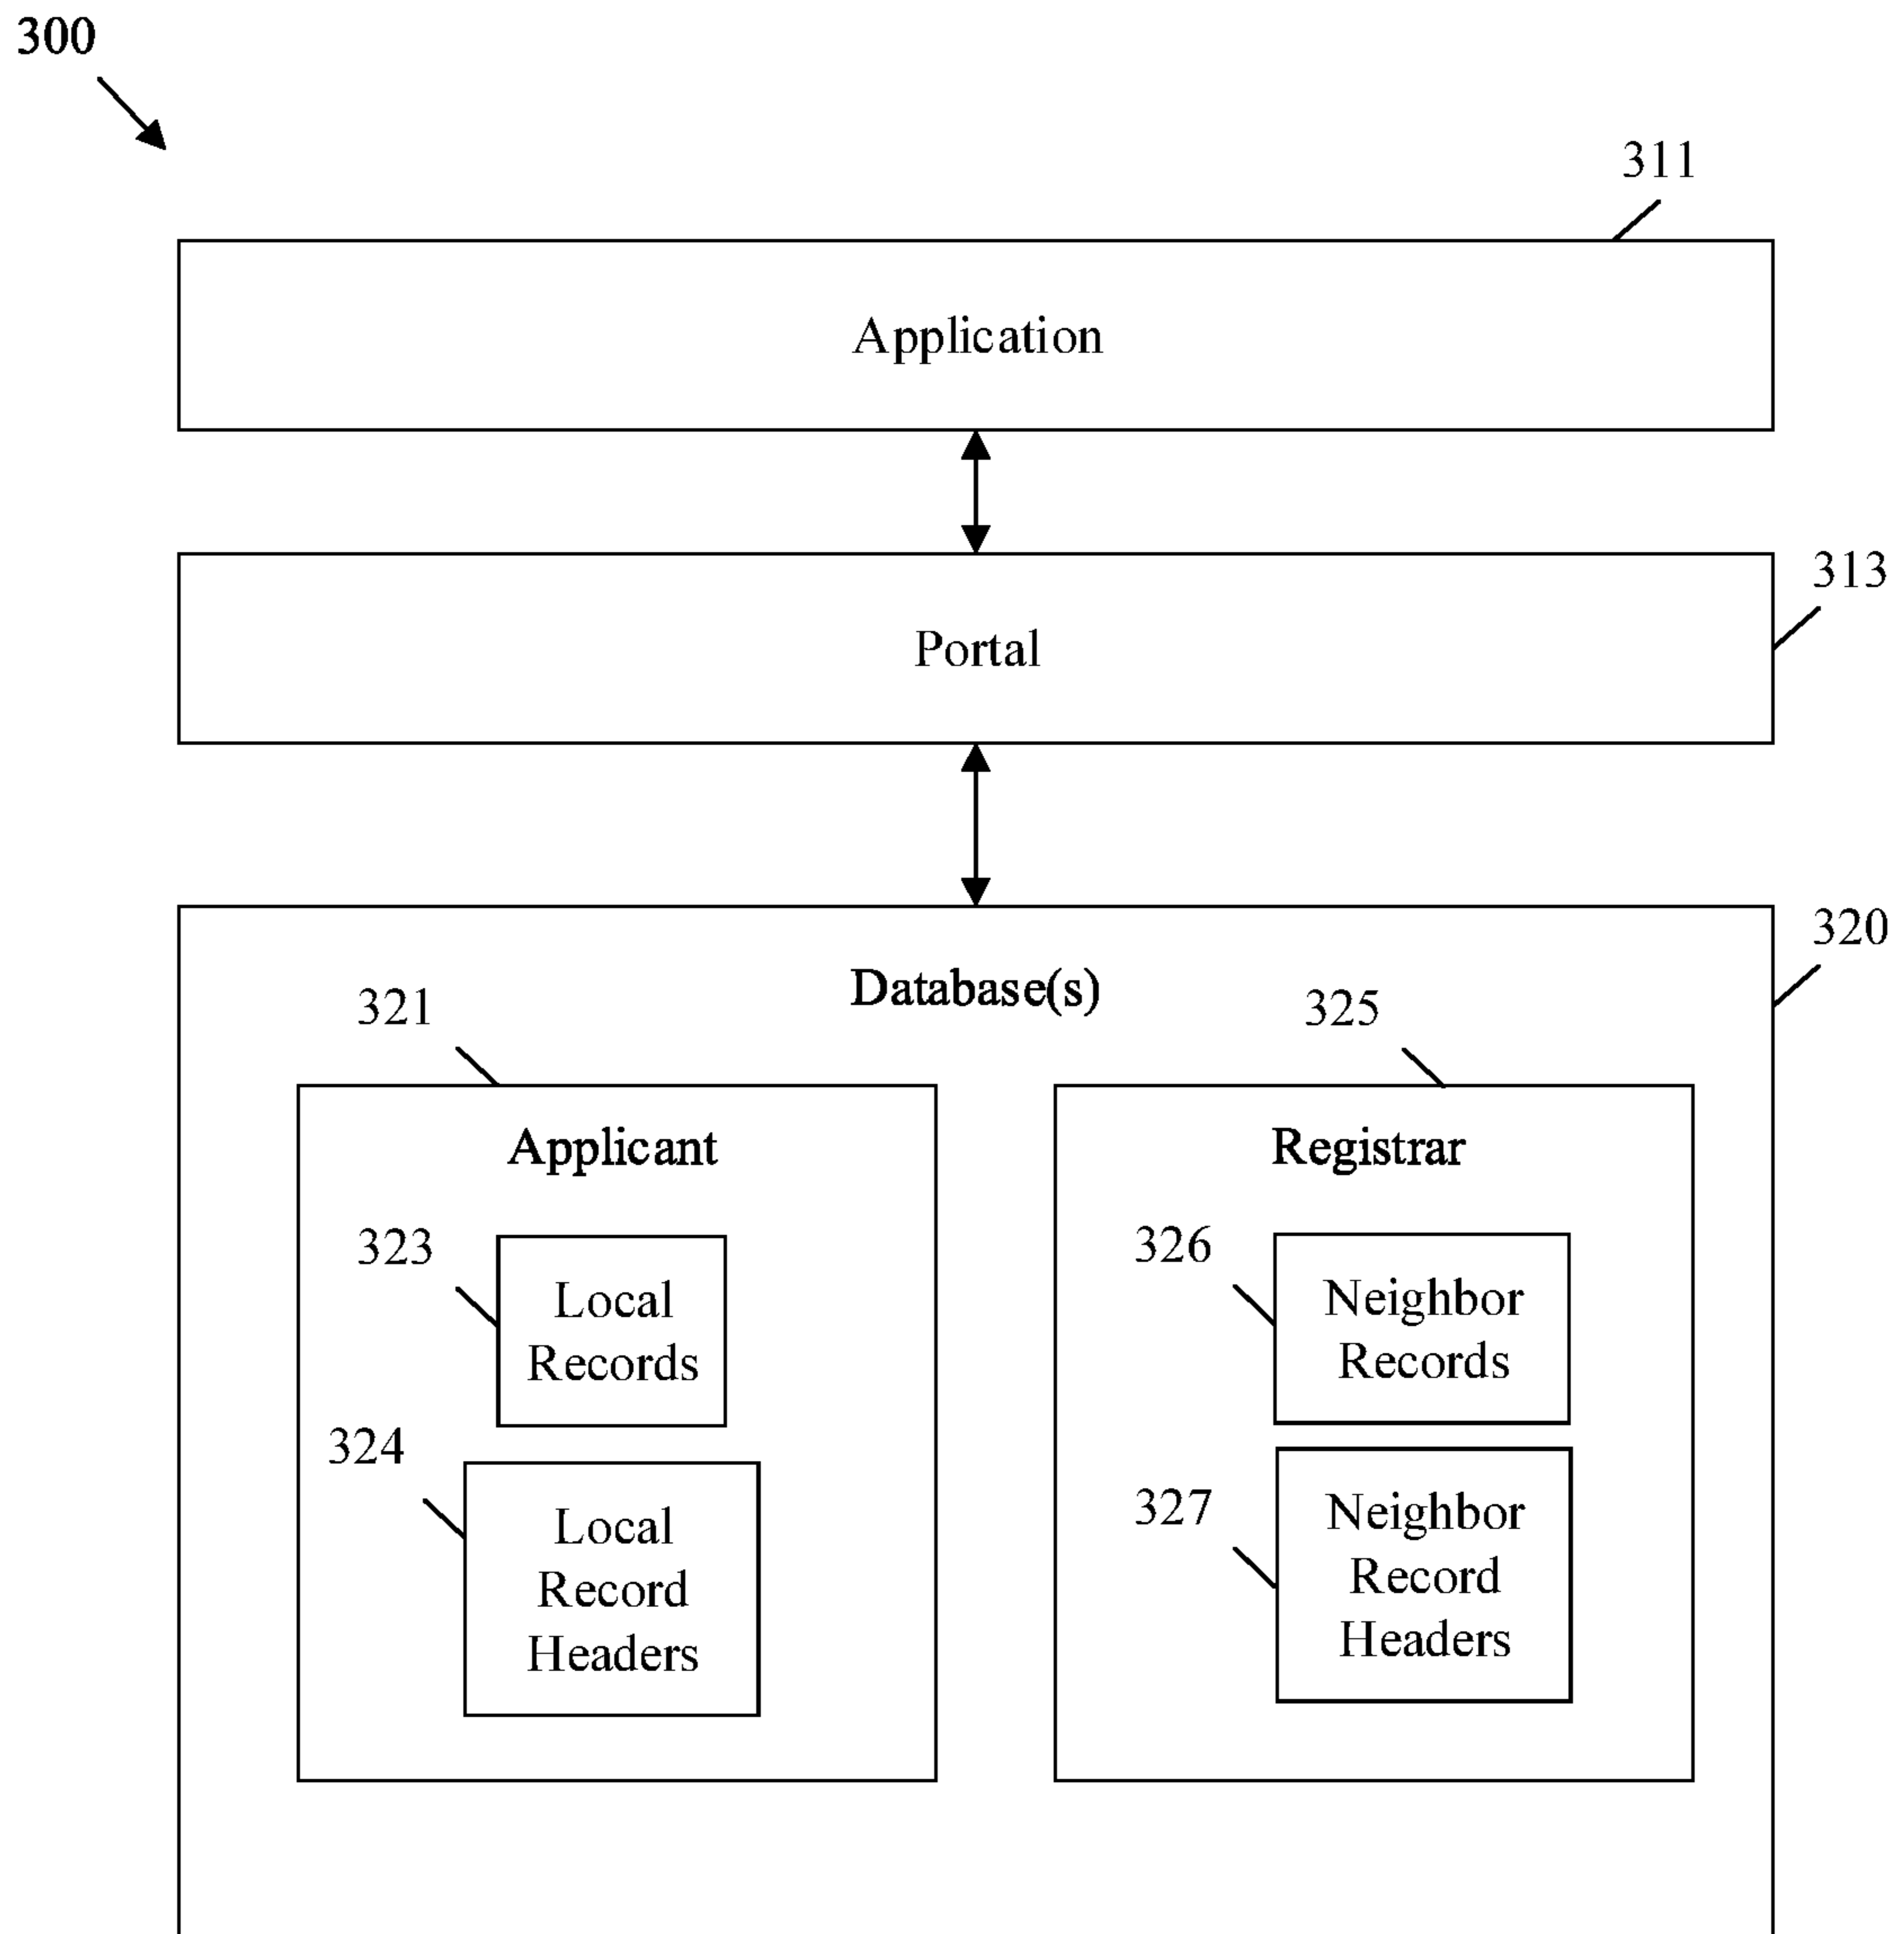 300
311
Application
313
Portal
320
Database(s)
321
325
Applicant
Registrar
323
Local
Records
324
Local
Record
Headers
326
Neighbor
Records
327
Neighbor
Record
Headers